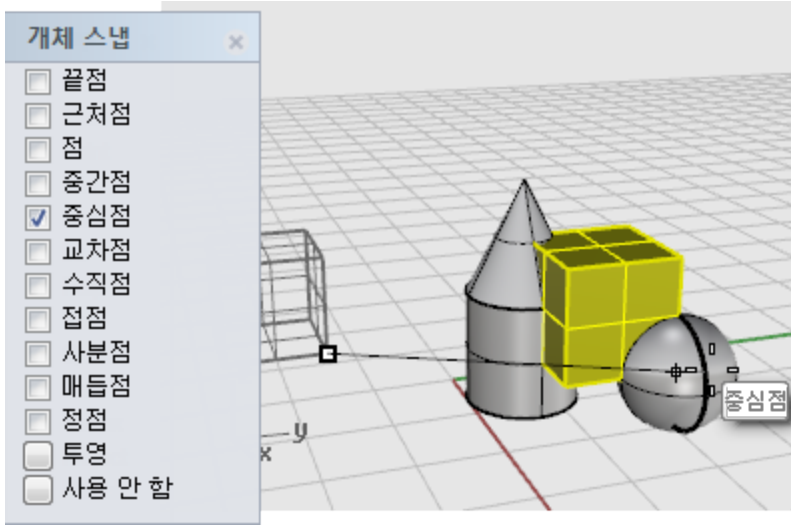 개체 스냅
끝점
근처점
점
중간점
중심점
교차점
수직점
접점
사분점
매듭점
정점
투영
사용 안 함
y
x
중심점